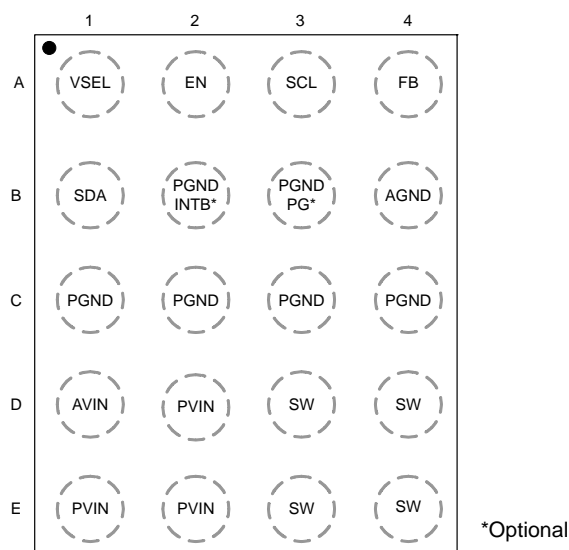 1 2 3 4
A VSEL EN SCL FB
B SDA PGND INTB* PGND PG* AGND
C PGND PGND PGND PGND
D AVIN PVIN SW SW
E PVIN PVIN SW SW
*Optional